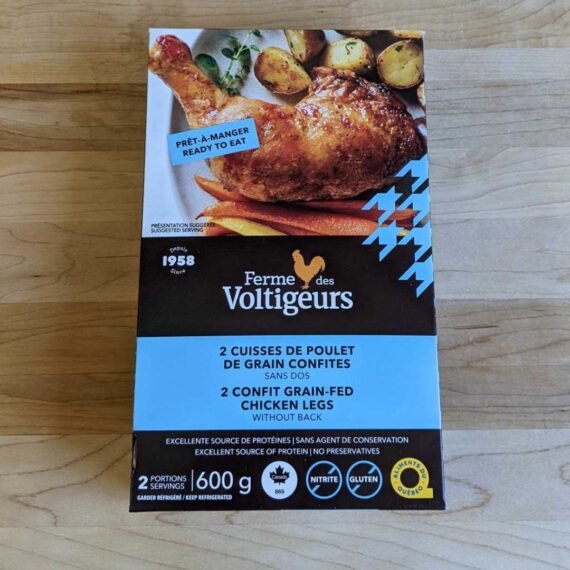 PRÊT-À-MANGER
READY TO EAT
PRÉSENTATION SUGGÉRÉE
SUGGESTED SERVING
Depuis
1958
Since
Ferme des
Voltigeurs
2 CUISSES DE POULET
DE GRAIN CONFITES
SANS DOS
2 CONFIT GRAIN-FED
CHICKEN LEGS
WITHOUT BACK
EXCELLENTE SOURCE DE PROTÉINES | SANS AGENT DE CONSERVATION
EXCELLENT SOURCE OF PROTEIN | NO PRESERVATIVES
2 PORTIONS
SERVINGS
600 g
GARDER RÉFRIGÉRÉ / KEEP REFRIGERATED
Canada
869
NITRITE
GLUTEN
ALIMENTS DU
QUÉBEC